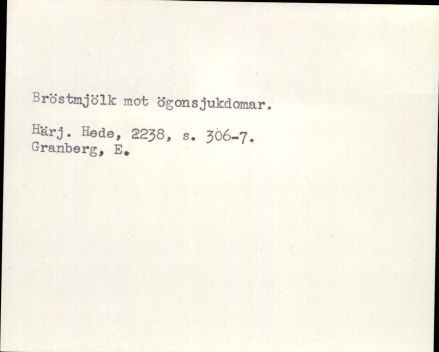 Bröstmjölk mot ögonsjukdomar.
Härj. Hede, 2238, s. 306-7.
Granberg, E.